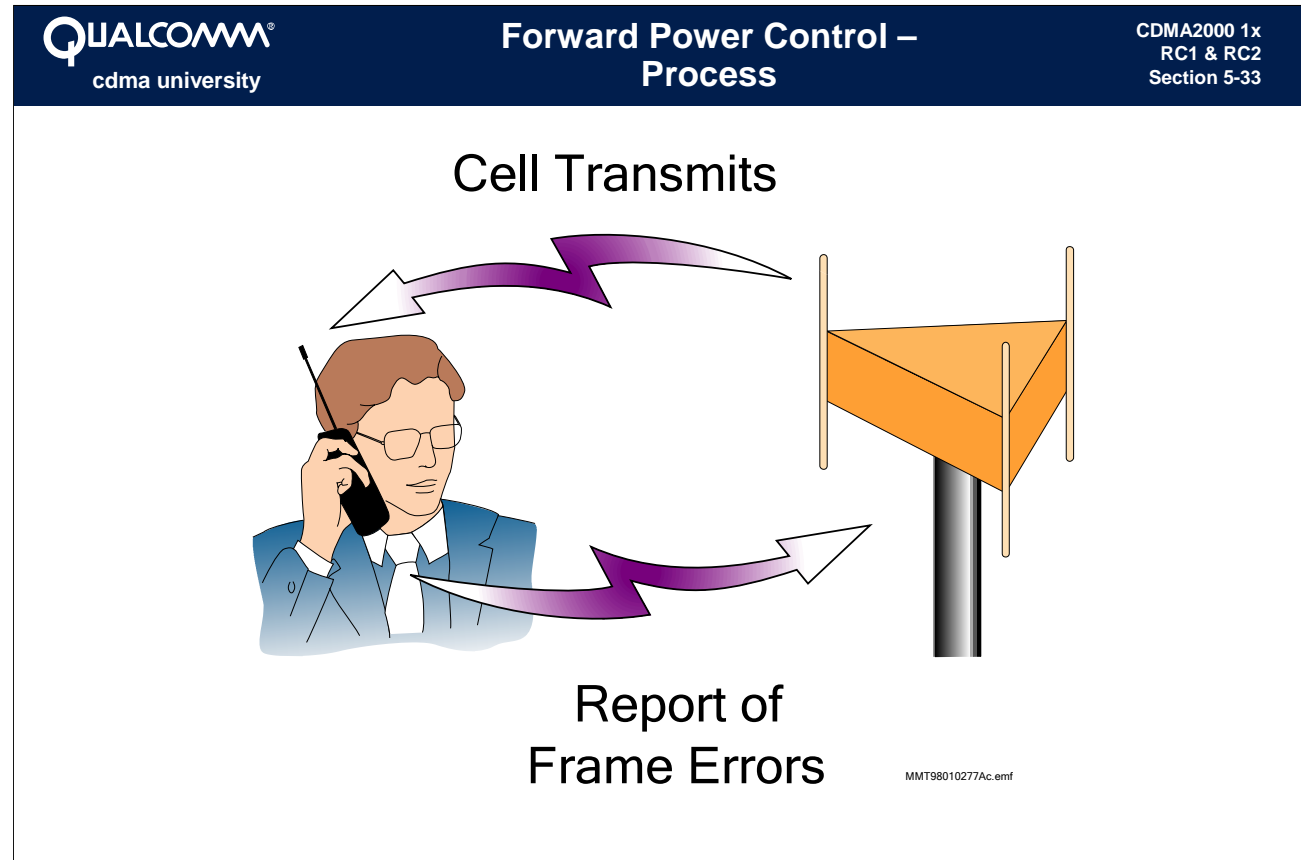 QUALCOMM®
cdma university
Forward Power Control –
Process
CDMA2000 1x
RC1 & RC2
Section 5-33
Cell Transmits
Report of
Frame Errors
MMT98010277Ac.emf